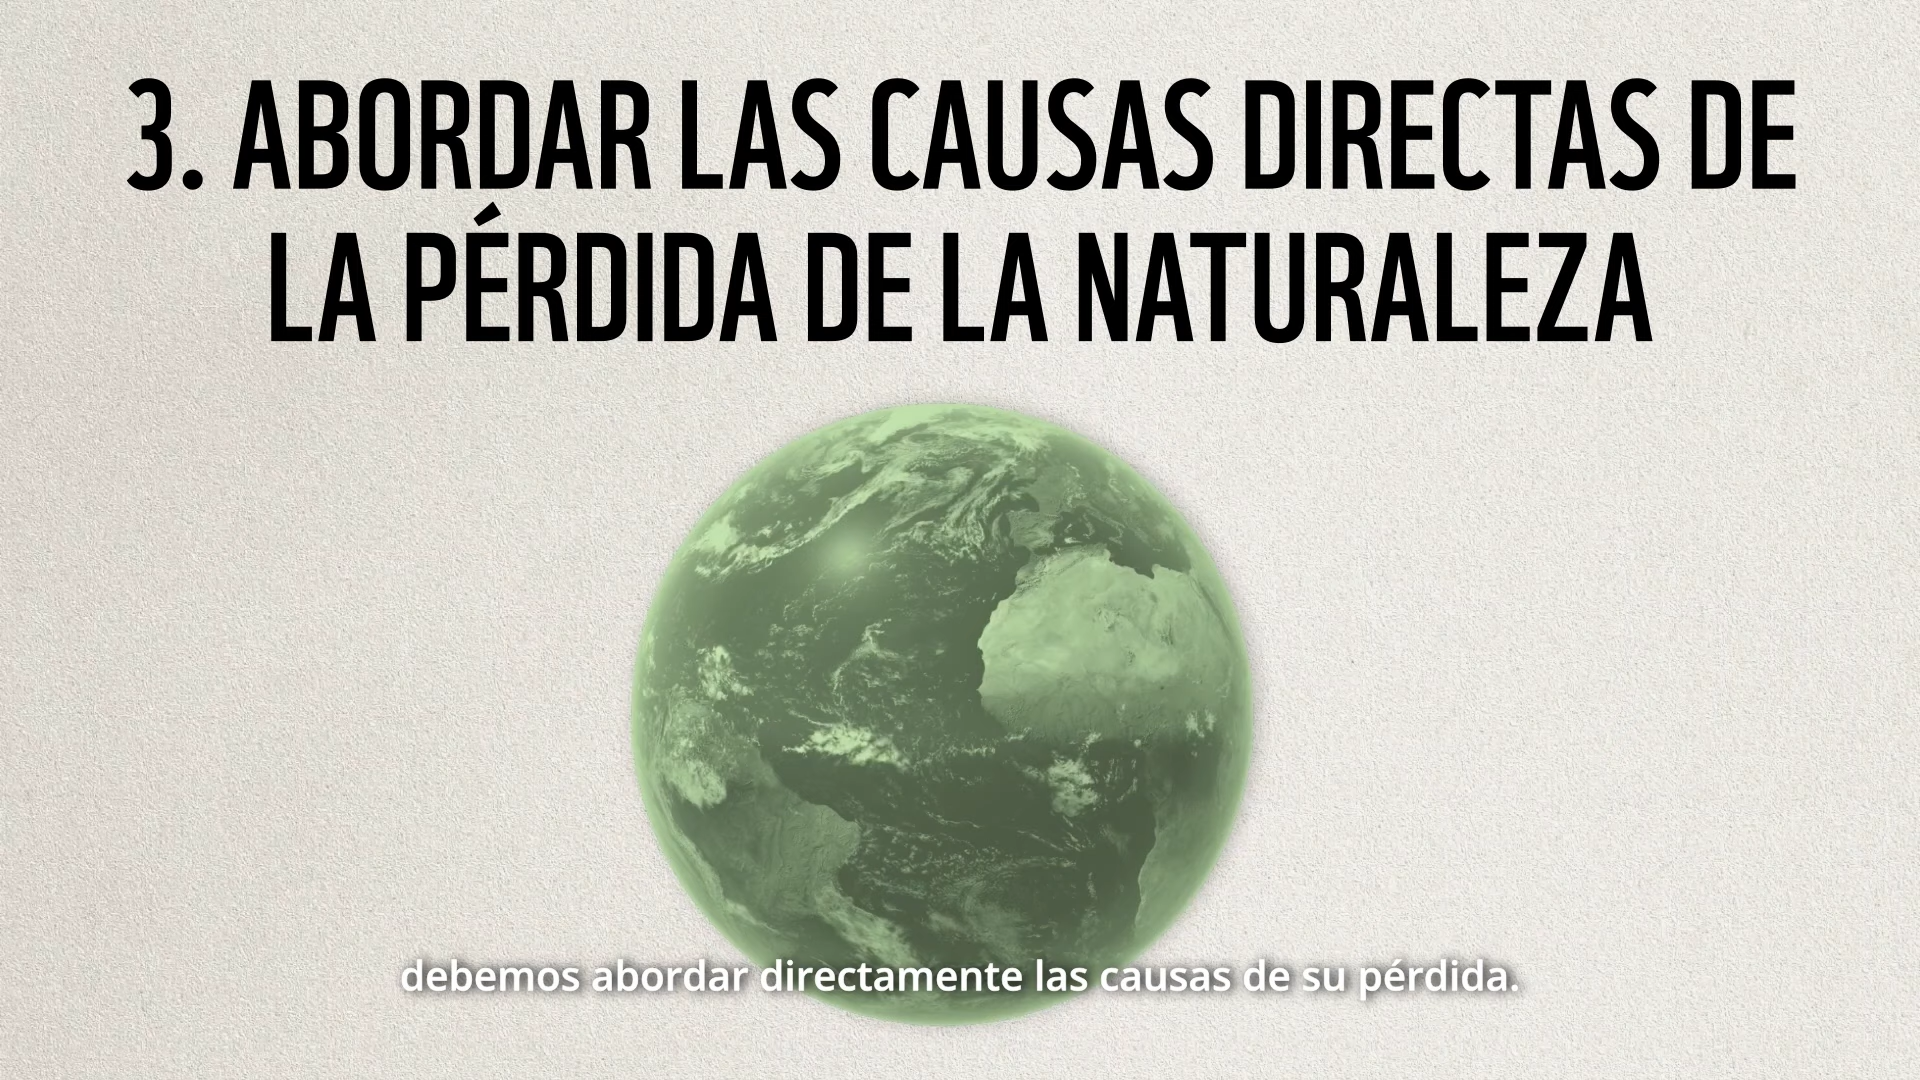 3. ABORDAR LAS CAUSAS DIRECTAS DE
LA PÉRDIDA DE LA NATURALEZA
debemos abordar directamente las causas de su pérdida.